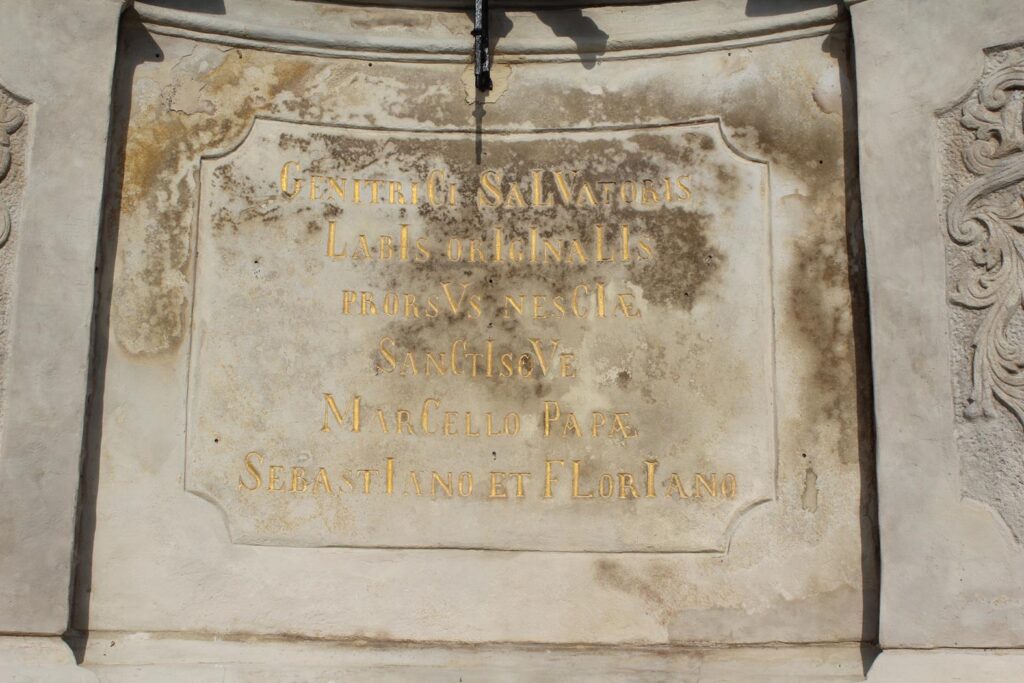 GENITRICI SALVATORIS
LABIS ORIGINALIS
PRORSVS NESCIÆ
SANCTISQVE
MARCELLO PAPÆ
SEBASTIANO ET FLORIANO